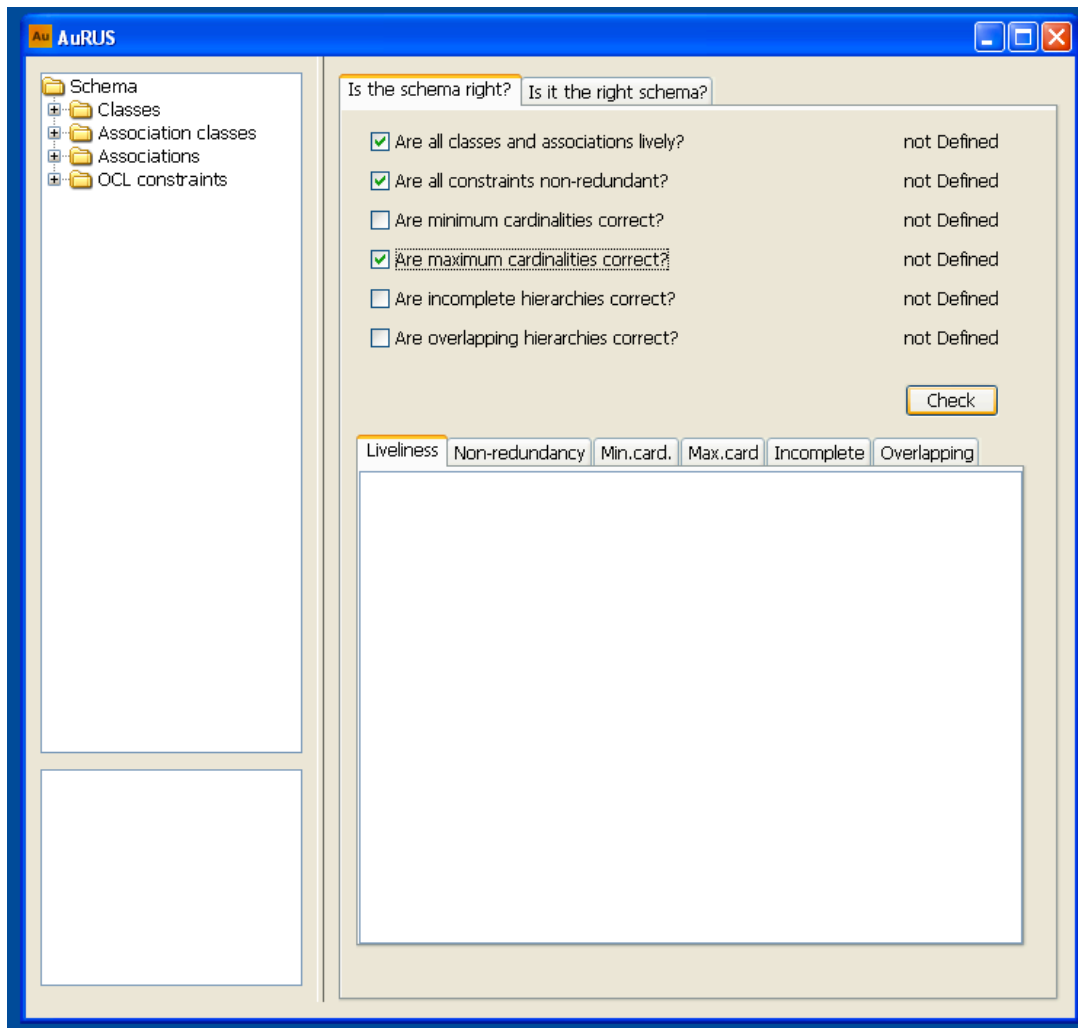 Au AuRUS
Schema
Classes
Association classes
Associations
OCL constraints
Is the schema right? Is it the right schema?
Are all classes and associations lively? not Defined
Are all constraints non-redundant? not Defined
Are minimum cardinalities correct? not Defined
Are maximum cardinalities correct? not Defined
Are incomplete hierarchies correct? not Defined
Are overlapping hierarchies correct? not Defined
Check
Liveliness Non-redundancy Min.card. Max.card Incomplete Overlapping